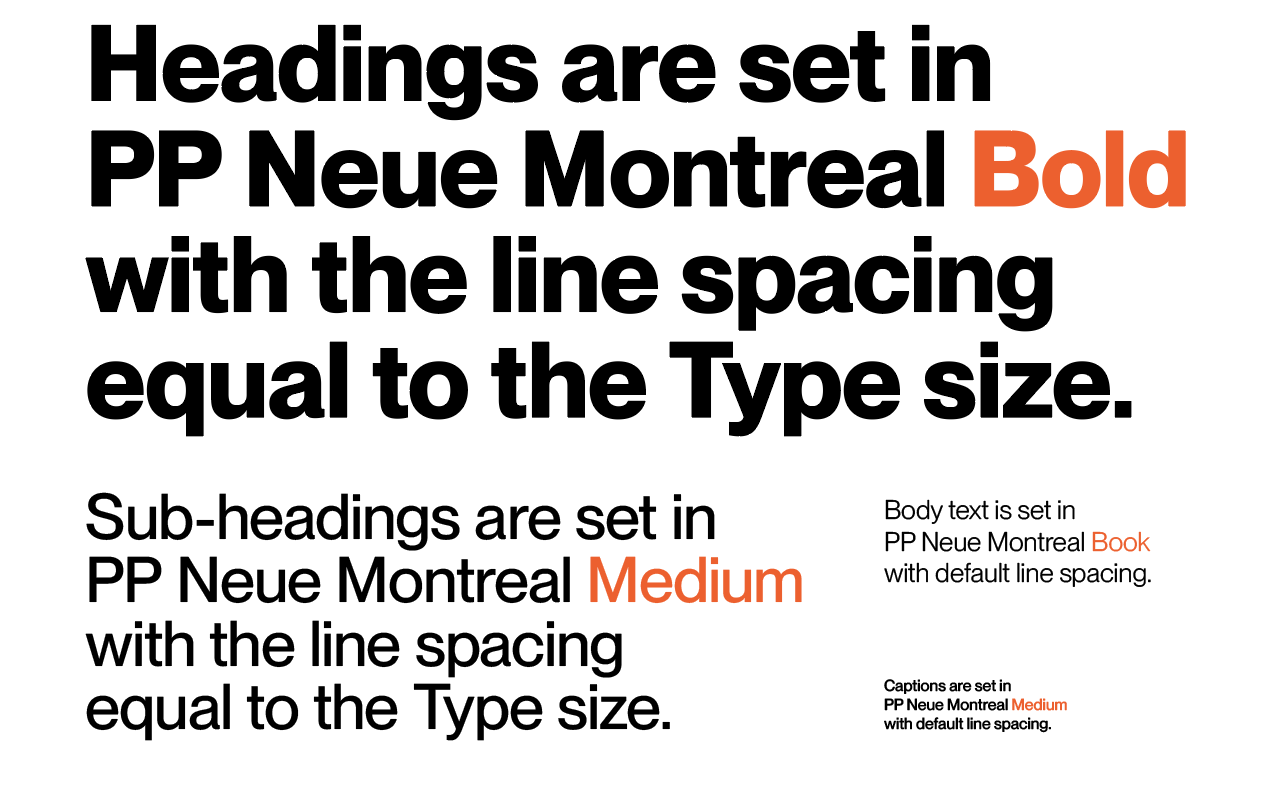 Headings are set in
PP Neue Montreal Bold
with the line spacing
equal to the Type size.
Sub-headings are set in
PP Neue Montreal Medium
with the line spacing
equal to the Type size.
Body text is set in
PP Neue Montreal Book
with default line spacing.
Captions are set in
PP Neue Montreal Medium
with default line spacing.